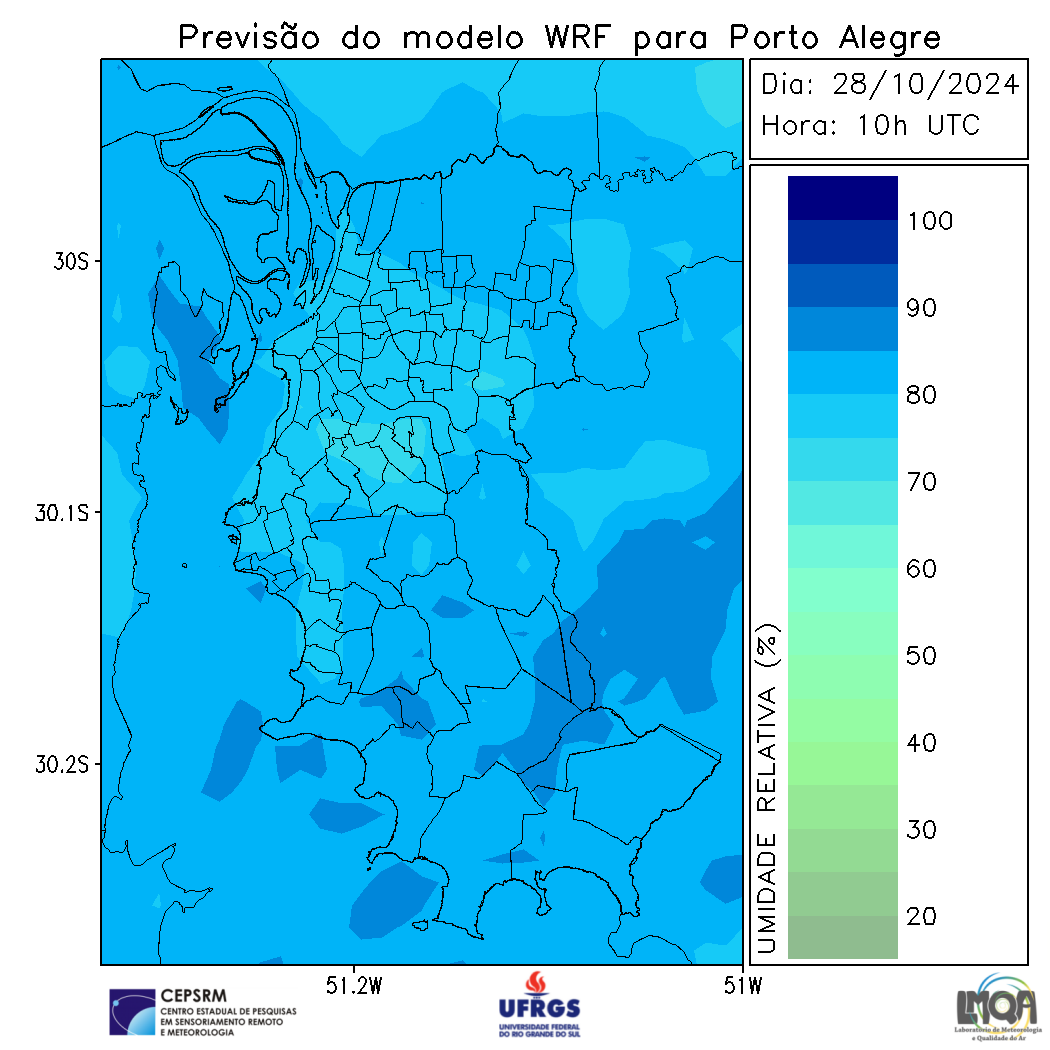 Previsão do modelo WRF para Porto Alegre
Dia: 28/10/2024
Hora: 10h UTC
30S
30.1S
30.2S
51.2W
51W
100
90
80
70
60
50
40
30
20
UMIDADE RELATIVA (%)
CEPSRM
CENTRO ESTADUAL DE PESQUISAS
EM SENSORIAMENTO REMOTO
E METEOROLOGIA
UFRGS
UNIVERSIDADE FEDERAL
DO RIO GRANDE DO SUL
LMQA
Laboratório de Meteorologia
e Qualidade do Ar